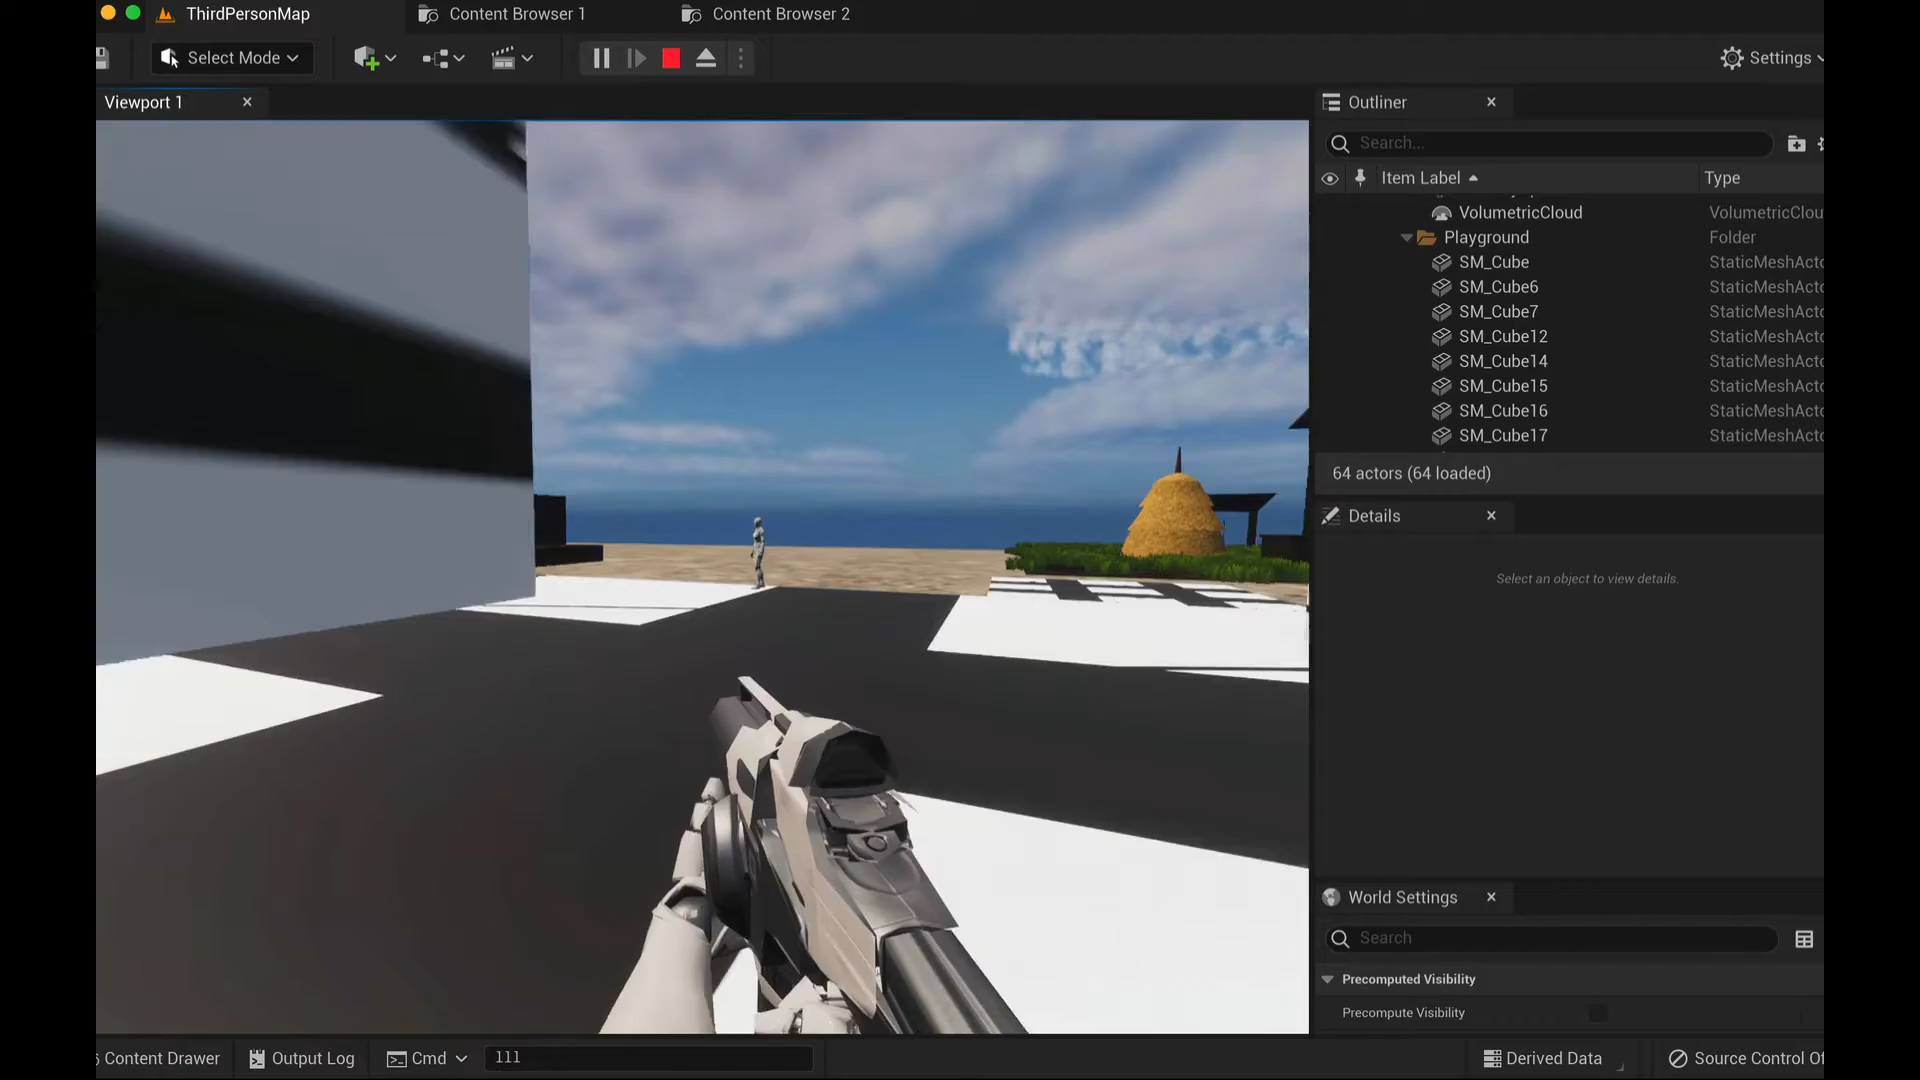 ThirdPersonMap
Content Browser 1
Content Browser 2
Select Mode
Settings
Viewport 1
Outliner
Search...
Item Label
Type
VolumetricCloud
VolumetricClou
Playground
Folder
SM_Cube
StaticMeshActo
SM_Cube6
StaticMeshActo
SM_Cube7
StaticMeshActo
SM_Cube12
StaticMeshActo
SM_Cube14
StaticMeshActo
SM_Cube15
StaticMeshActo
SM_Cube16
StaticMeshActo
SM_Cube17
StaticMeshActo
64 actors (64 loaded)
Details
Select an object to view details.
World Settings
Search
Precomputed Visibility
Precompute Visibility
Content Drawer
Output Log
Cmd
111
Derived Data
Source Control Of